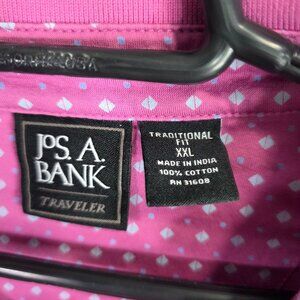 JOS. A.
BANK
TRAVELER
TRADITIONAL
FIT
XXL
MADE IN INDIA
100% COTTON
RN 31608